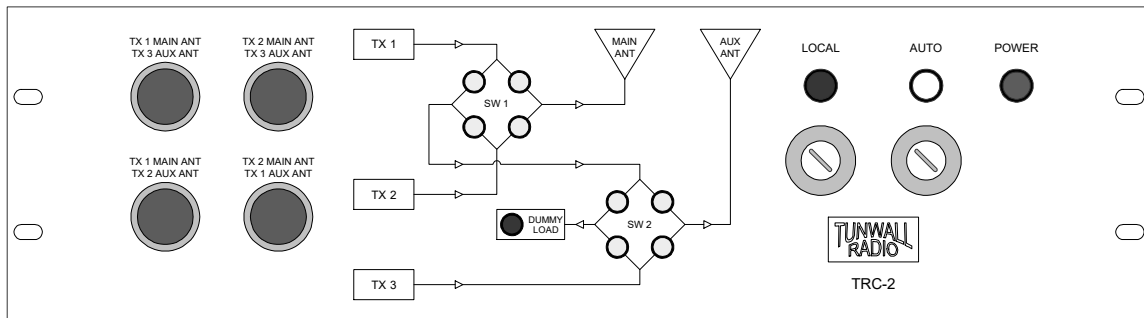 TX 1 MAIN ANT
TX 3 AUX ANT
TX 2 MAIN ANT
TX 3 AUX ANT
TX 1 MAIN ANT
TX 2 AUX ANT
TX 2 MAIN ANT
TX 1 AUX ANT
TX 1
MAIN
ANT
AUX
ANT
SW 1
TX 2
DUMMY
LOAD
SW 2
TX 3
LOCAL
AUTO
POWER
TUNWALL
RADIO
TRC-2